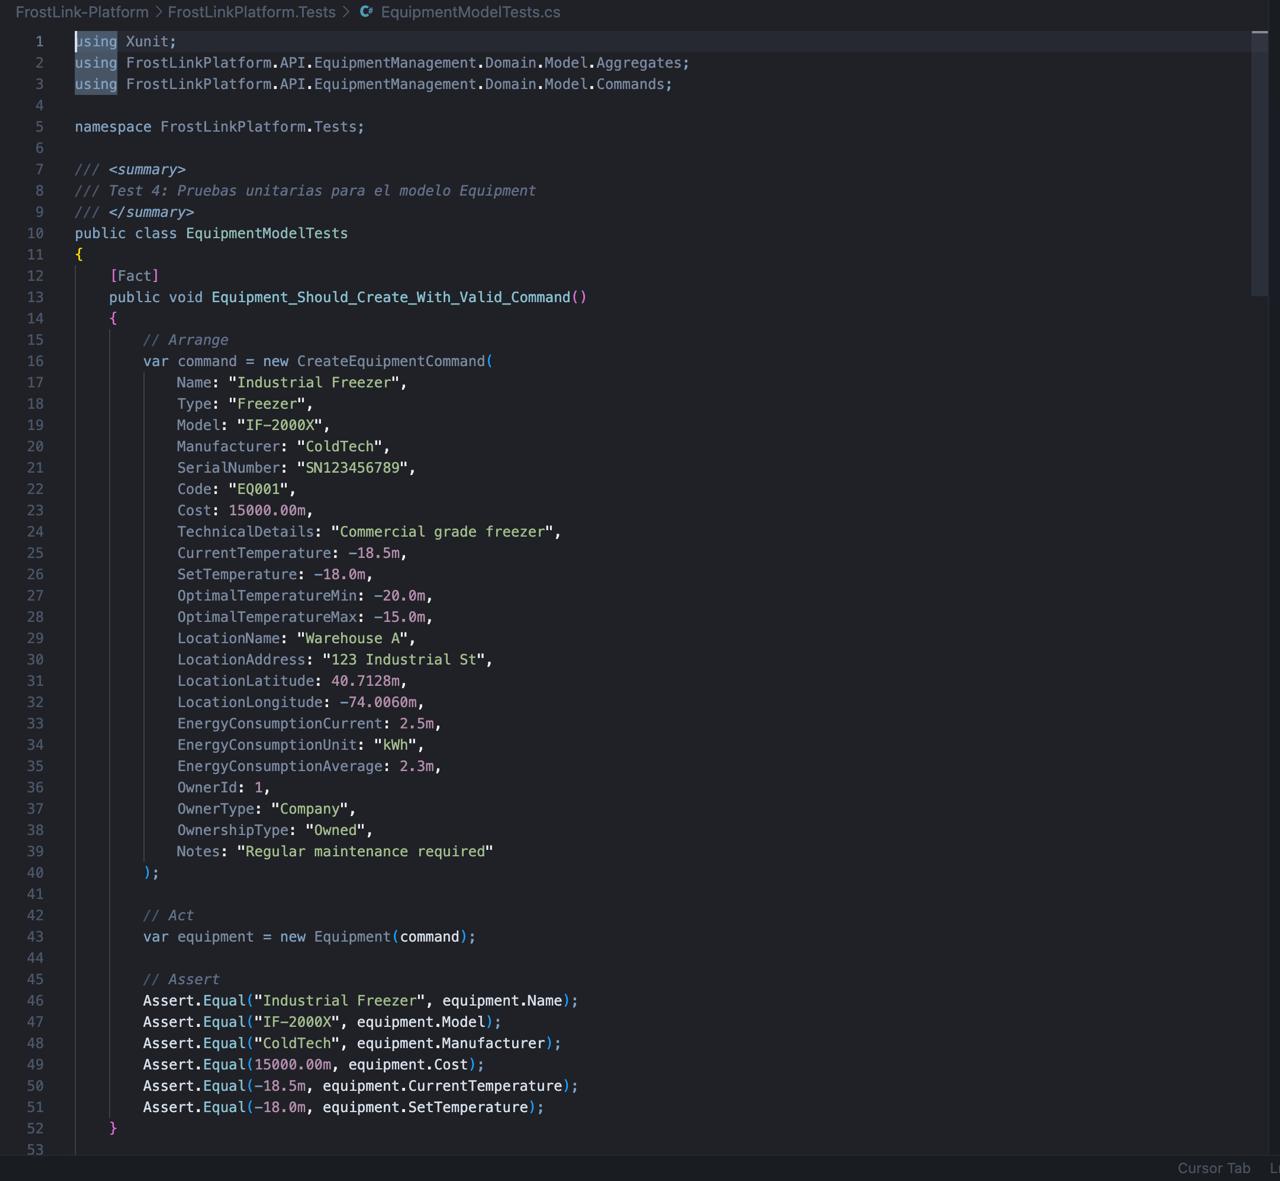 FrostLink-Platform > FrostLinkPlatform.Tests > C# EquipmentModelTests.cs
1 using Xunit;
2 using FrostLinkPlatform.API.EquipmentManagement.Domain.Model.Aggregates;
3 using FrostLinkPlatform.API.EquipmentManagement.Domain.Model.Commands;
4
5 namespace FrostLinkPlatform.Tests;
6
7 /// <summary>
8 /// Test 4: Pruebas unitarias para el modelo Equipment
9 /// </summary>
10 public class EquipmentModelTests
11 {
12     [Fact]
13     public void Equipment_Should_Create_With_Valid_Command()
14     {
15         // Arrange
16         var command = new CreateEquipmentCommand(
17             Name: "Industrial Freezer",
18             Type: "Freezer",
19             Model: "IF-2000X",
20             Manufacturer: "ColdTech",
21             SerialNumber: "SN123456789",
22             Code: "EQ001",
23             Cost: 15000.00m,
24             TechnicalDetails: "Commercial grade freezer",
25             CurrentTemperature: -18.5m,
26             SetTemperature: -18.0m,
27             OptimalTemperatureMin: -20.0m,
28             OptimalTemperatureMax: -15.0m,
29             LocationName: "Warehouse A",
30             LocationAddress: "123 Industrial St",
31             LocationLatitude: 40.7128m,
32             LocationLongitude: -74.0060m,
33             EnergyConsumptionCurrent: 2.5m,
34             EnergyConsumptionUnit: "kWh",
35             EnergyConsumptionAverage: 2.3m,
36             OwnerId: 1,
37             OwnerType: "Company",
38             OwnershipType: "Owned",
39             Notes: "Regular maintenance required"
40         );
41
42         // Act
43         var equipment = new Equipment(command);
44
45         // Assert
46         Assert.Equal("Industrial Freezer", equipment.Name);
47         Assert.Equal("IF-2000X", equipment.Model);
48         Assert.Equal("ColdTech", equipment.Manufacturer);
49         Assert.Equal(15000.00m, equipment.Cost);
50         Assert.Equal(-18.5m, equipment.CurrentTemperature);
51         Assert.Equal(-18.0m, equipment.SetTemperature);
52     }
53
Cursor Tab